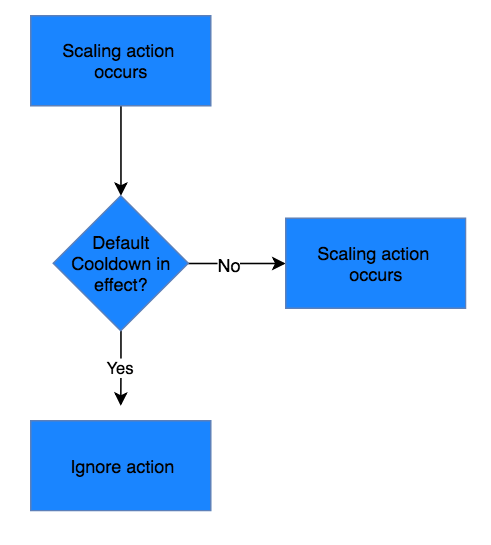 Scaling action
occurs
Default
Cooldown in
effect?
No
Scaling action
occurs
Yes
Ignore action